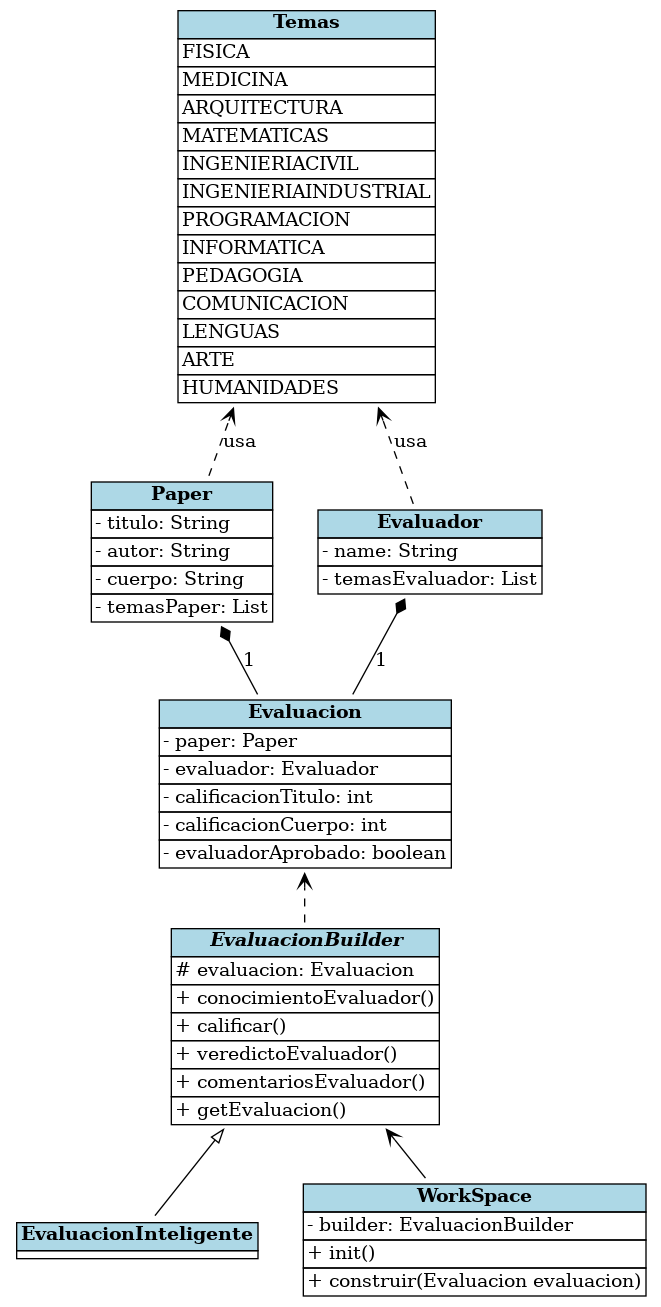 Temas
FISICA
MEDICINA
ARQUITECTURA
MATEMATICAS
INGENIERIACIVIL
INGENIERIAINDUSTRIAL
PROGRAMACION
INFORMATICA
PEDAGOGIA
COMUNICACION
LENGUAS
ARTE
HUMANIDADES
usa
usa
Paper
- titulo: String
- autor: String
- cuerpo: String
- temasPaper: List
Evaluador
- name: String
- temasEvaluador: List
1
1
Evaluacion
- paper: Paper
- evaluador: Evaluador
- calificacionTitulo: int
- calificacionCuerpo: int
- evaluadorAprobado: boolean
EvaluacionBuilder
# evaluacion: Evaluacion
+ conocimientoEvaluador()
+ calificar()
+ veredictoEvaluador()
+ comentariosEvaluador()
+ getEvaluacion()
EvaluacionInteligente
WorkSpace
- builder: EvaluacionBuilder
+ init()
+ construir(Evaluacion evaluacion)